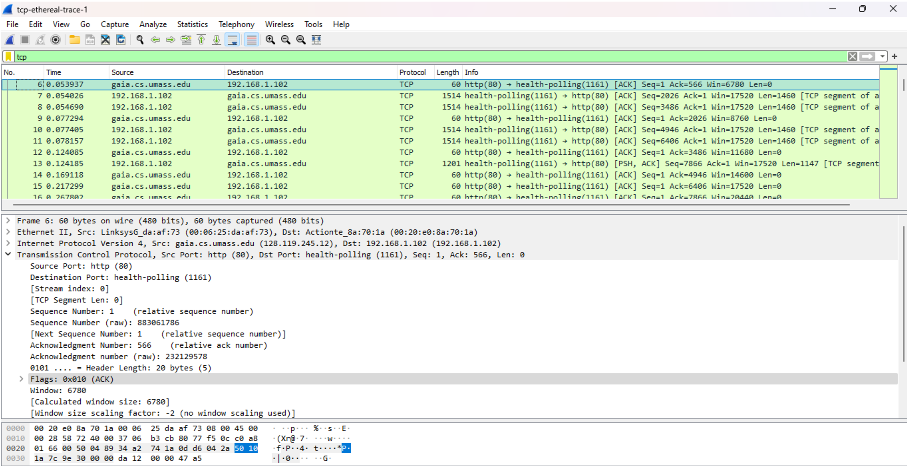 tcp-ethereal-trace-1
File Edit View Go Capture Analyze Statistics Telephony Wireless Tools Help
tcp
No. Time Source Destination Protocol Length Info
6 0.053937 gaia.cs.umass.edu 192.168.1.102 TCP 60 http(80) → health-polling(1161) [ACK] Seq=1 Ack=566 Win=6780 Len=0
7 0.054026 192.168.1.102 gaia.cs.umass.edu TCP 1514 health-polling(1161) → http(80) [ACK] Seq=2026 Ack=1 Win=17520 Len=1460 [TCP segment of a
8 0.054690 192.168.1.102 gaia.cs.umass.edu TCP 1514 health-polling(1161) → http(80) [ACK] Seq=3486 Ack=1 Win=17520 Len=1460 [TCP segment of a
9 0.077294 gaia.cs.umass.edu 192.168.1.102 TCP 60 http(80) → health-polling(1161) [ACK] Seq=1 Ack=2026 Win=8760 Len=0
10 0.077405 192.168.1.102 gaia.cs.umass.edu TCP 1514 health-polling(1161) → http(80) [ACK] Seq=4946 Ack=1 Win=17520 Len=1460 [TCP segment of a
11 0.078157 192.168.1.102 gaia.cs.umass.edu TCP 1514 health-polling(1161) → http(80) [ACK] Seq=6406 Ack=1 Win=17520 Len=1460 [TCP segment of a
12 0.124085 gaia.cs.umass.edu 192.168.1.102 TCP 60 http(80) → health-polling(1161) [ACK] Seq=1 Ack=3486 Win=11680 Len=0
13 0.124185 192.168.1.102 gaia.cs.umass.edu TCP 1201 health-polling(1161) → http(80) [PSH, ACK] Seq=7866 Ack=1 Win=17520 Len=1147 [TCP segment
14 0.169118 gaia.cs.umass.edu 192.168.1.102 TCP 60 http(80) → health-polling(1161) [ACK] Seq=1 Ack=4946 Win=14600 Len=0
15 0.217299 gaia.cs.umass.edu 192.168.1.102 TCP 60 http(80) → health-polling(1161) [ACK] Seq=1 Ack=6406 Win=17520 Len=0
16 0.267802 gaia.cs.umass.edu 192.168.1.102 TCP 60 http(80) → health-polling(1161) [ACK] Seq=1 Ack=7866 Win=20440 Len=0
Frame 6: 60 bytes on wire (480 bits), 60 bytes captured (480 bits)
Ethernet II, Src: LinksysG_da:af:73 (00:06:25:da:af:73), Dst: Actionte_8a:70:1a (00:20:e0:8a:70:1a)
Internet Protocol Version 4, Src: gaia.cs.umass.edu (128.119.245.12), Dst: 192.168.1.102 (192.168.1.102)
Transmission Control Protocol, Src Port: http (80), Dst Port: health-polling (1161), Seq: 1, Ack: 566, Len: 0
Source Port: http (80)
Destination Port: health-polling (1161)
[Stream index: 0]
[TCP Segment Len: 0]
Sequence Number: 1 (relative sequence number)
Sequence Number (raw): 883061786
[Next Sequence Number: 1 (relative sequence number)]
Acknowledgment Number: 566 (relative ack number)
Acknowledgment number (raw): 232129578
0101 .... = Header Length: 20 bytes (5)
Flags: 0x010 (ACK)
Window: 6780
[Calculated window size: 6780]
[Window size scaling factor: -2 (no window scaling used)]
0000 00 20 e0 8a 70 1a 00 06 25 da af 73 08 00 45 00 · ··p··· %··s··E·
0010 00 28 58 72 40 00 37 06 b3 cb 80 77 f5 0c c0 a8 ·(Xr@·7· ···w····
0020 01 66 00 50 04 89 34 a2 74 1a 0d d6 04 2a 50 10 ·f·P··4· t····*P·
0030 1a 7c 9e 30 00 00 da 12 00 00 47 a5 ·|·0···· ··G·